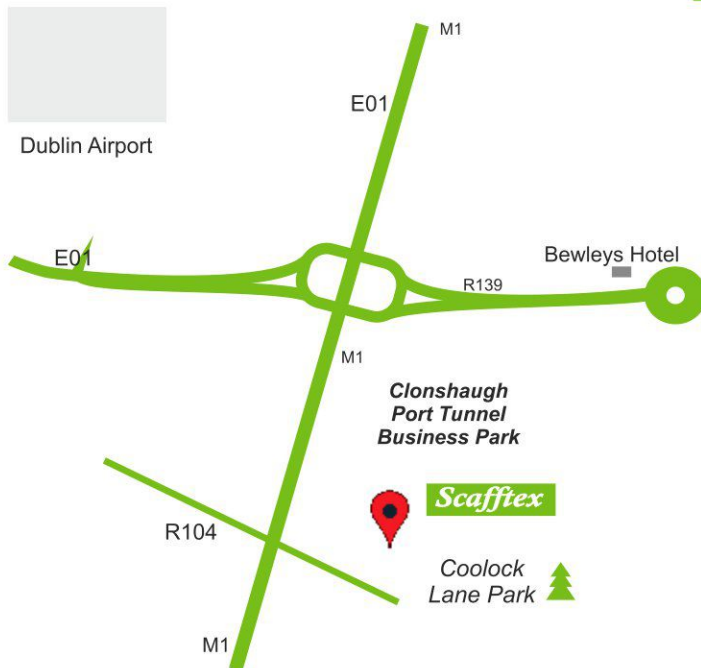 M1
E01
Dublin Airport
E01
Bewleys Hotel
R139
M1
Clonshaugh
Port Tunnel
Business Park
Scafftex
R104
Coolock
Lane Park
M1